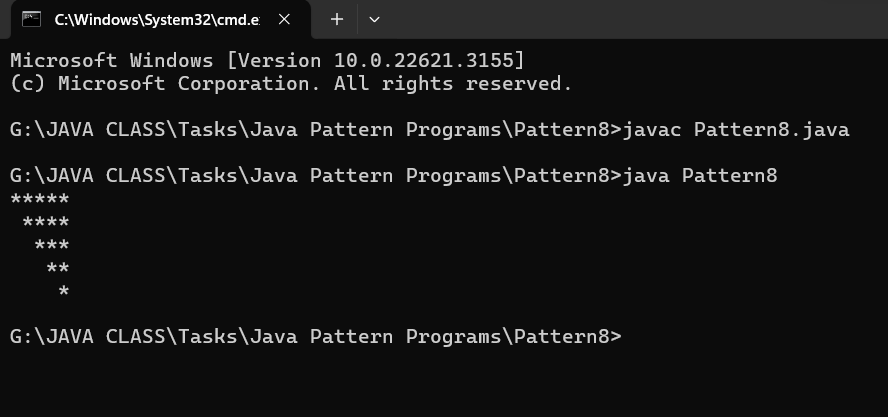 C:\Windows\System32\cmd.e
Microsoft Windows [Version 10.0.22621.3155]
(c) Microsoft Corporation. All rights reserved.
G:\JAVA CLASS\Tasks\Java Pattern Programs\Pattern8>javac Pattern8.java
G:\JAVA CLASS\Tasks\Java Pattern Programs\Pattern8>java Pattern8
*****
 ****
  ***
   **
    *
G:\JAVA CLASS\Tasks\Java Pattern Programs\Pattern8>